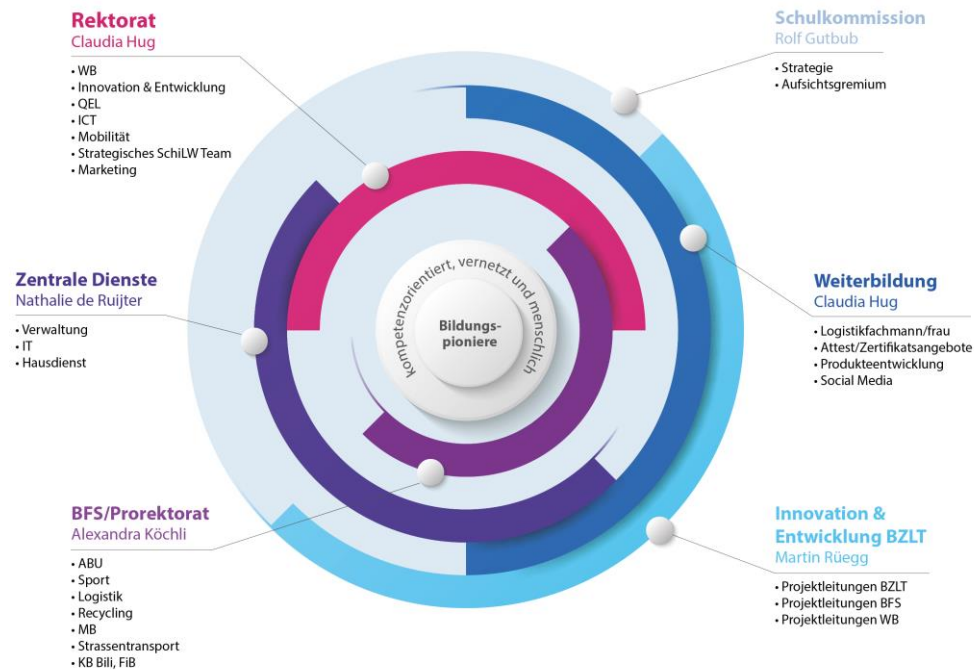 Rektorat
Claudia Hug
• WB
• Innovation & Entwicklung
• QEL
• ICT
• Mobilität
• Strategisches SchiLW Team
• Marketing
Schulkommission
Rolf Gutbub
• Strategie
• Aufsichtsgremium
Zentrale Dienste
Nathalie de Ruijter
• Verwaltung
• IT
• Hausdienst
kompetenzorientiert, vernetzt und menschlich
Bildungs-
pioniere
Weiterbildung
Claudia Hug
• Logistikfachmann/frau
• Attest/Zertifikatsangebote
• Produkteentwicklung
• Social Media
BFS/Prorektorat
Alexandra Köchli
• ABU
• Sport
• Logistik
• Recycling
• MB
• Strassentransport
• KB Bili, FiB
Innovation &
Entwicklung BZLT
Martin Rüegg
• Projektleitungen BZLT
• Projektleitungen BFS
• Projektleitungen WB